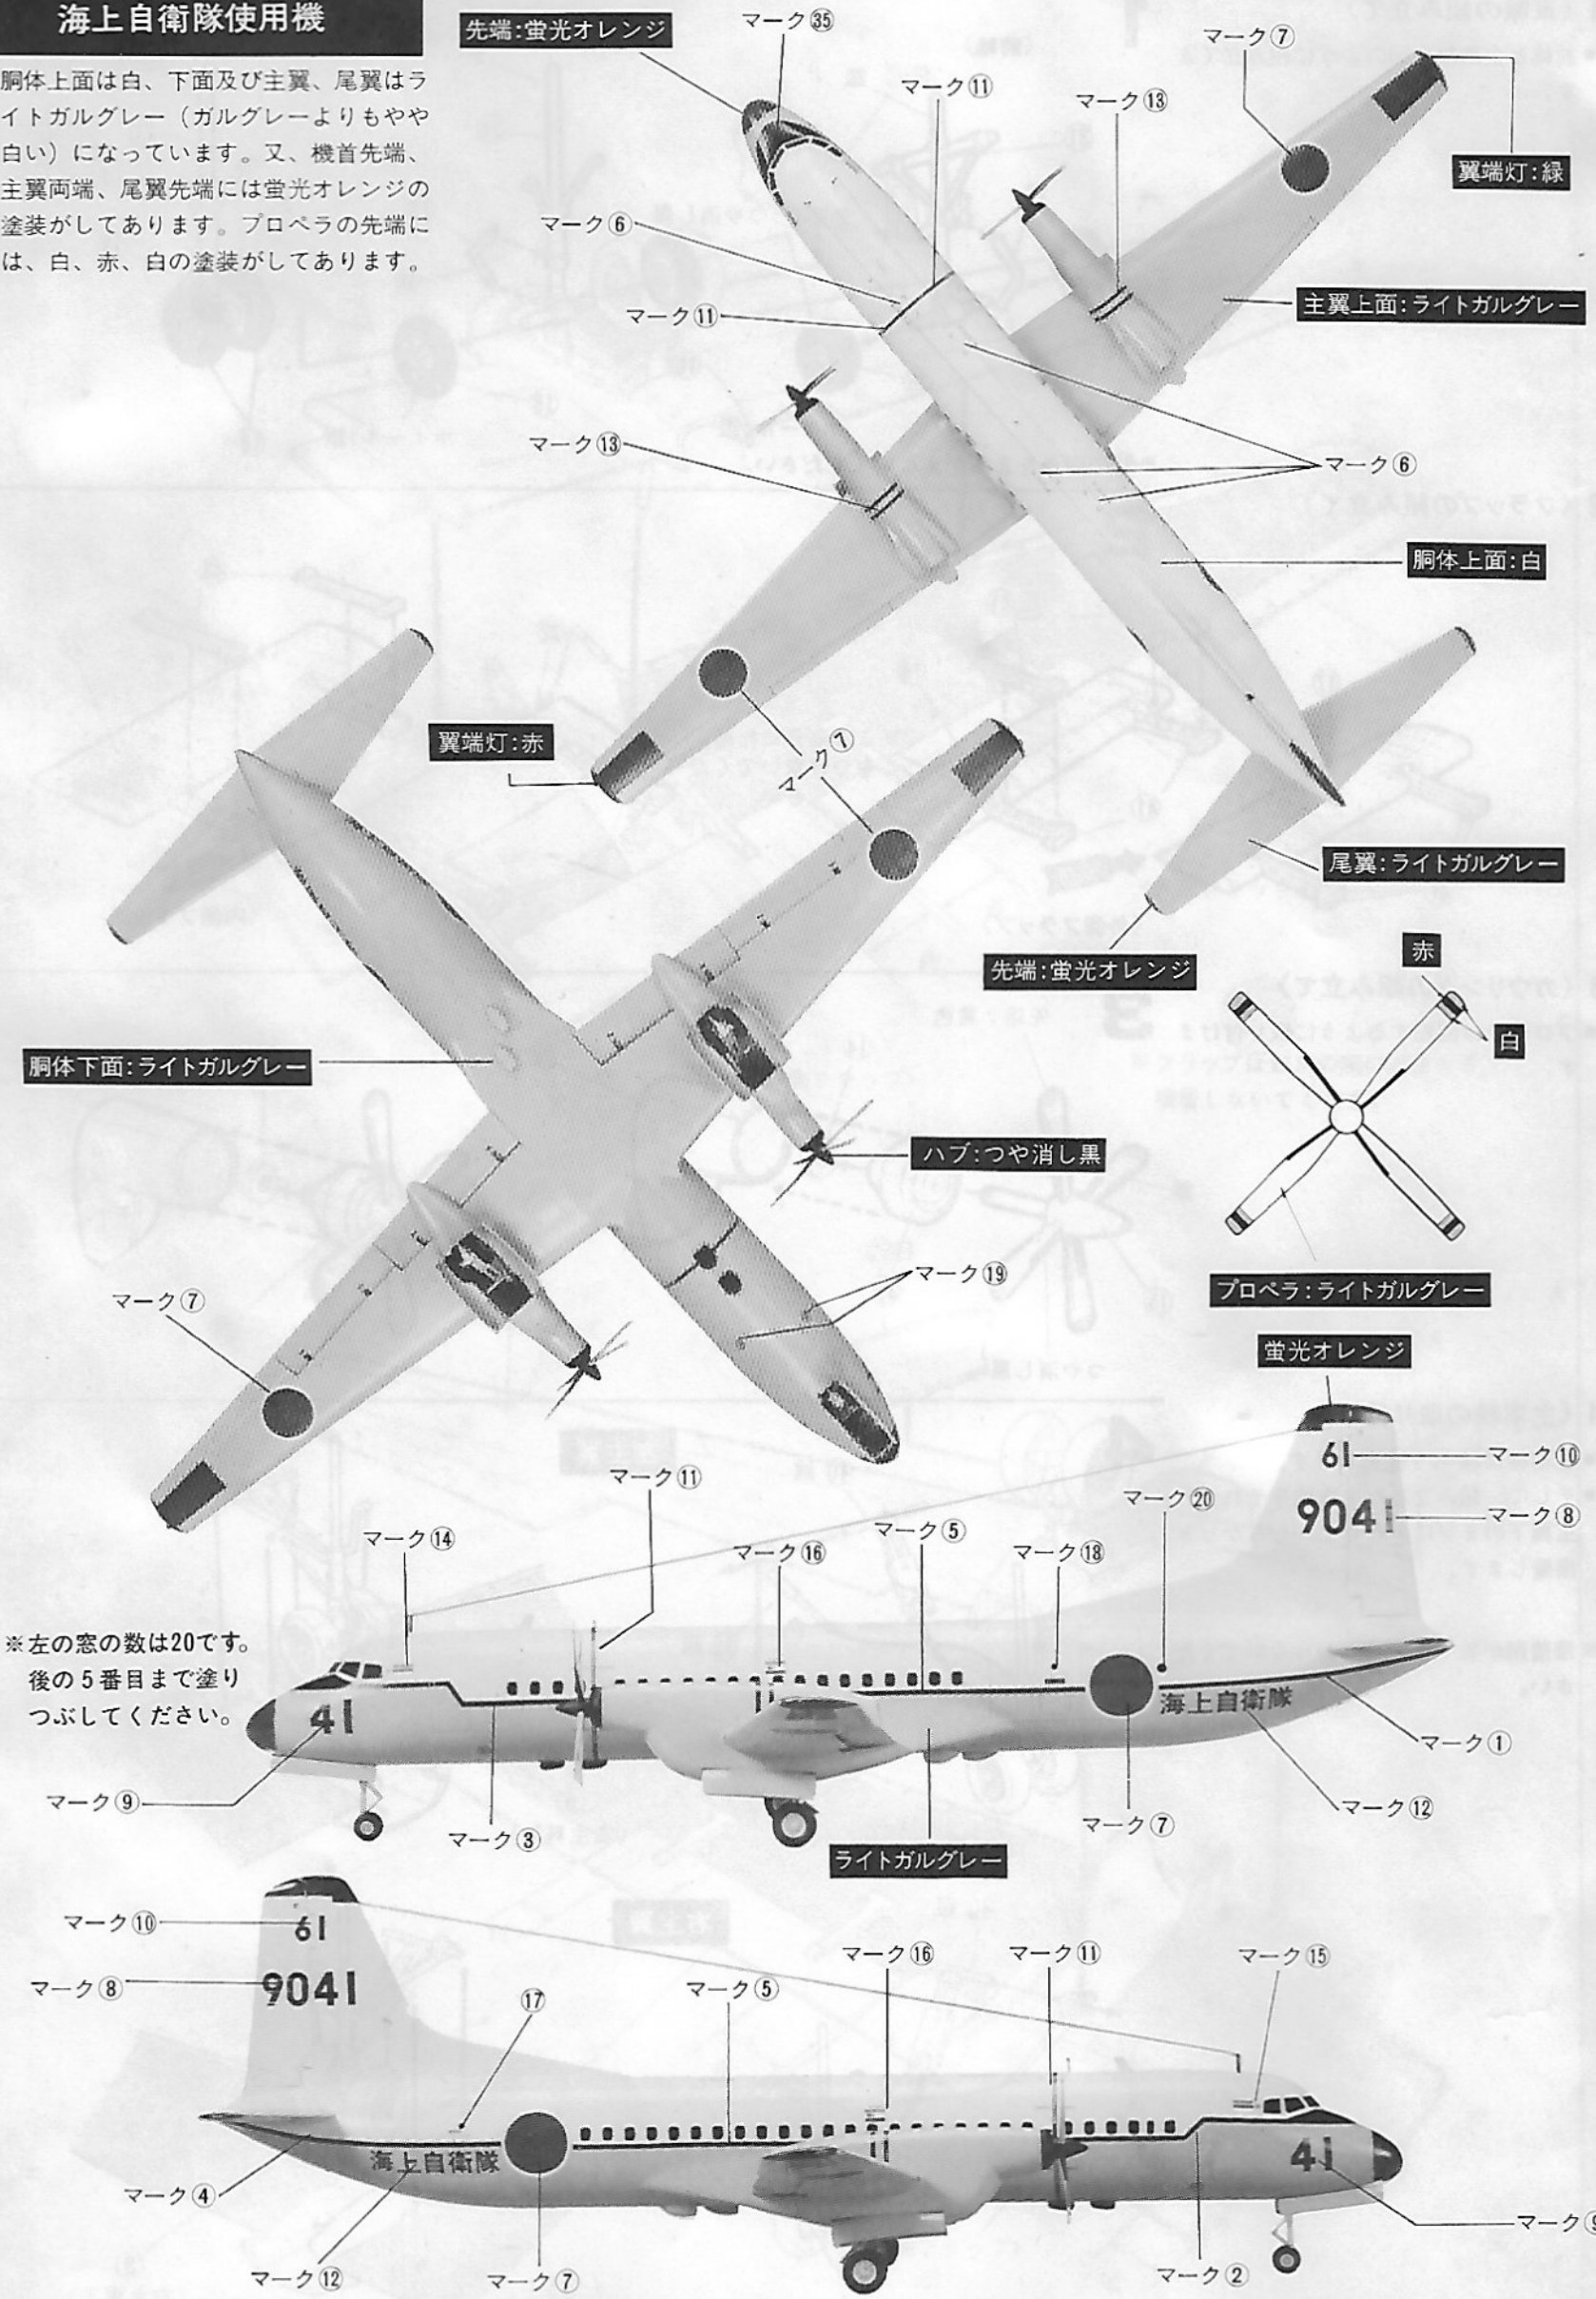 海上自衛隊使用機
胴体上面は白、下面及び主翼、尾翼はラ
イトガルグレー（ガルグレーよりもやや
白い）になっています。又、機首先端、
主翼両端、尾翼先端には蛍光オレンジの
塗装がしてあります。プロペラの先端に
は、白、赤、白の塗装がしてあります。
先端:蛍光オレンジ
マーク㉟
マーク⑦
マーク⑪
マーク⑬
翼端灯:緑
マーク⑥
主翼上面:ライトガルグレー
マーク⑪
マーク⑬
マーク⑥
胴体上面:白
翼端灯:赤
マーク⑦
尾翼:ライトガルグレー
先端:蛍光オレンジ
赤
白
胴体下面:ライトガルグレー
ハブ:つや消し黒
マーク⑲
プロペラ:ライトガルグレー
マーク⑦
蛍光オレンジ
61
マーク⑩
マーク⑪
マーク⑳
9041
マーク⑧
マーク⑭
マーク⑯
マーク⑤
マーク⑱
※左の窓の数は20です。
後の5番目まで塗り
つぶしてください。
41
海上自衛隊
マーク①
マーク⑨
マーク③
マーク⑦
マーク⑫
ライトガルグレー
マーク⑩
61
マーク⑧
9041
⑰
マーク⑤
マーク⑯
マーク⑪
マーク⑮
海上自衛隊
41
マーク④
マーク⑨
マーク⑫
マーク⑦
マーク②